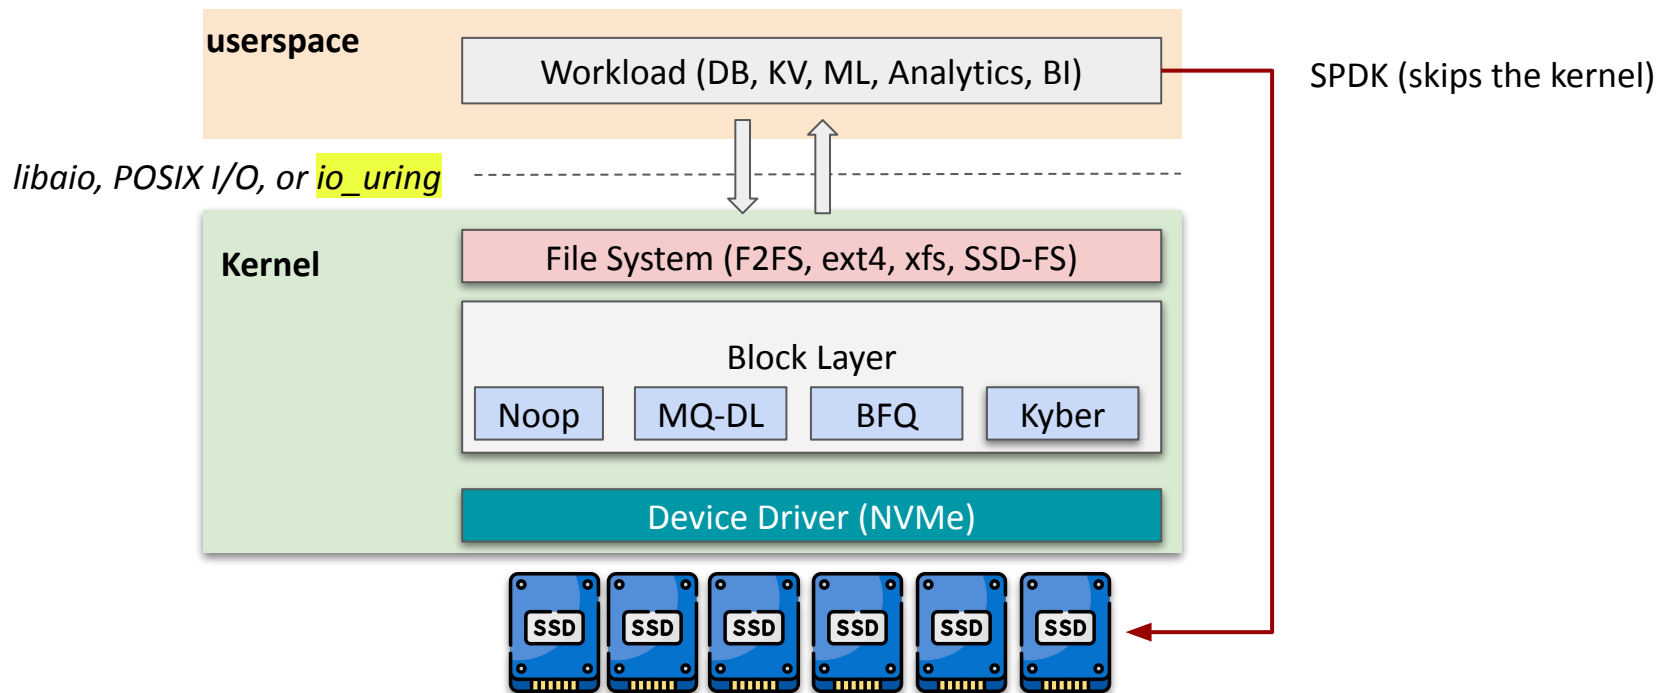 userspace
Workload (DB, KV, ML, Analytics, BI)
SPDK (skips the kernel)
libaio, POSIX I/O, or io_uring
Kernel
File System (F2FS, ext4, xfs, SSD-FS)
Block Layer
Noop MQ-DL BFQ Kyber
Device Driver (NVMe)
SSD SSD SSD SSD SSD SSD